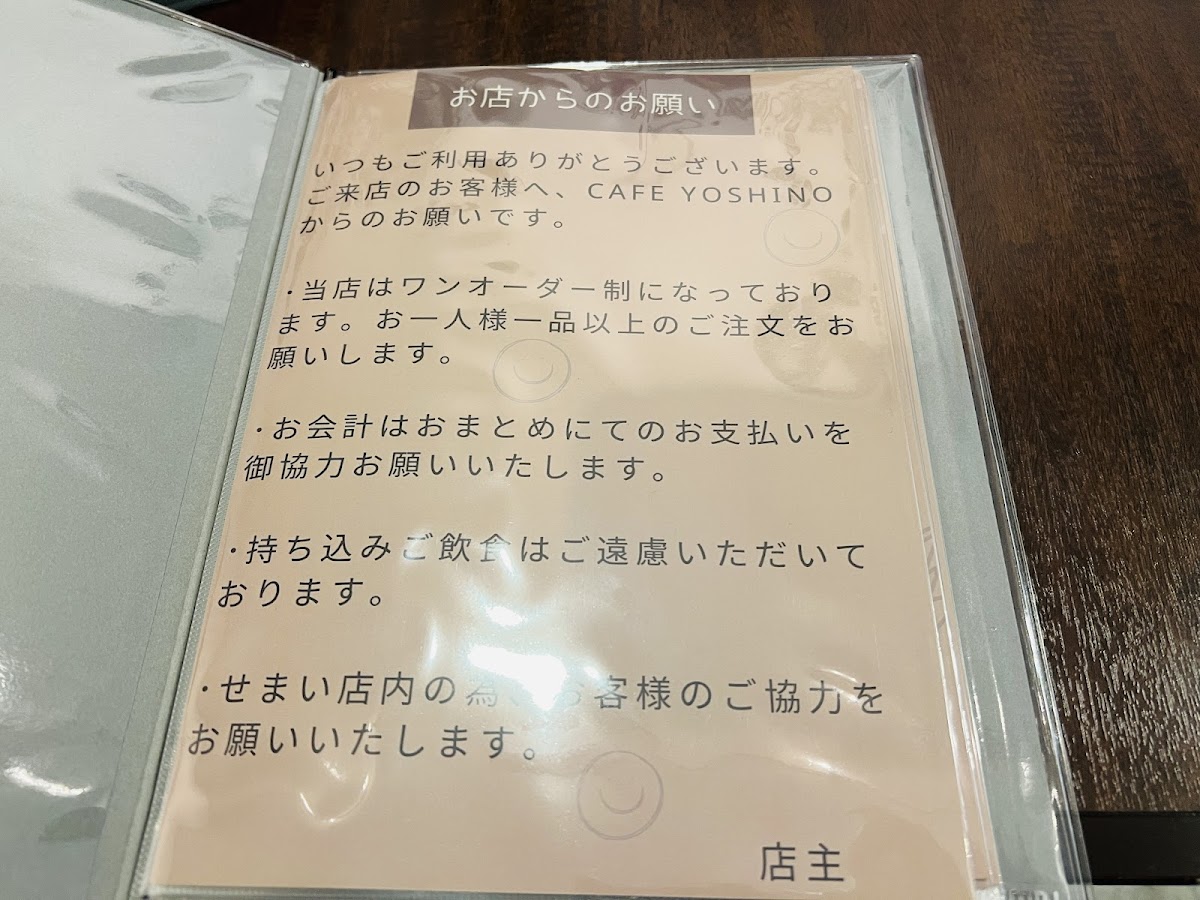 お店からのお願い
いつもご利用ありがとうございます。
ご来店のお客様へ、CAFE YOSHINO
からのお願いです。
・当店はワンオーダー制になっており
ます。お一人様一品以上のご注文をお
願いします。
・お会計はおまとめにてのお支払いを
御協力お願いいたします。
・持ち込みご飲食はご遠慮いただいて
おります。
・せまい店内の為、お客様のご協力を
お願いいたします。
店主